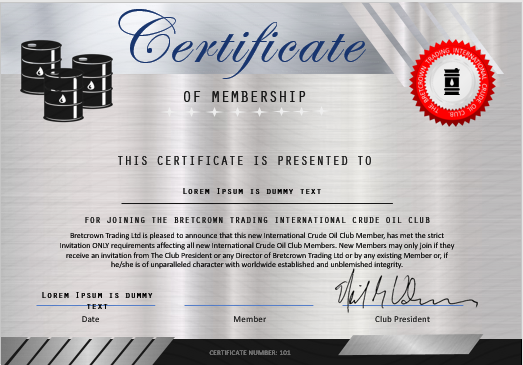 Certificate
OF MEMBERSHIP
THE BRETCROWN TRADING INTERNATIONAL CRUDE OIL CLUB
THIS CERTIFICATE IS PRESENTED TO
LOREM IPSUM IS DUMMY TEXT
FOR JOINING THE BRETCROWN TRADING INTERNATIONAL CRUDE OIL CLUB
Bretcrown Trading Ltd is pleased to announce that this new International Crude Oil Club Member, has met the strict
Invitation ONLY requirements affecting all new International Crude Oil Club Members. New Members may only join if they
receive an invitation from The Club President or any Director of Bretcrown Trading Ltd or by any existing Member or, if
he/she is of unparalleled character with worldwide established and unblemished integrity.
LOREM IPSUM IS DUMMY
TEXT
Date
Member
Club President
CERTIFICATE NUMBER: 101